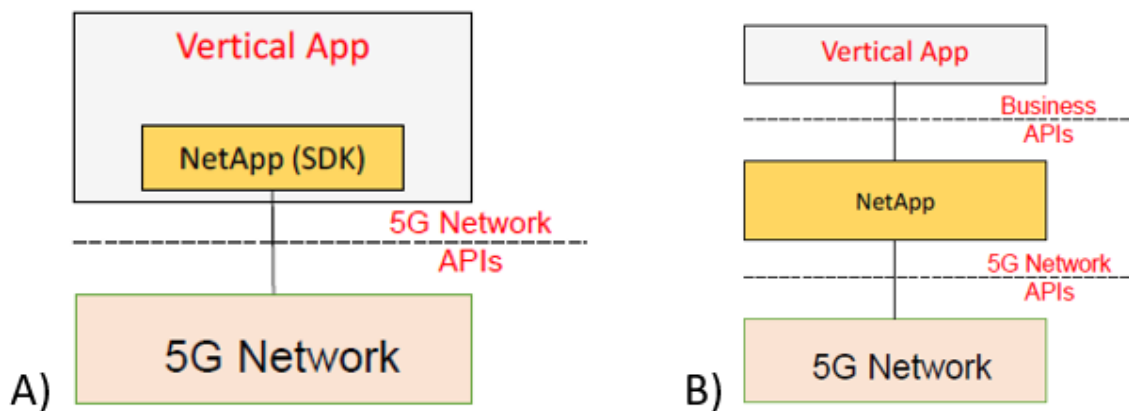 Vertical App
NetApp (SDK)
5G Network
APIs
5G Network
A)
Vertical App
Business
APIs
NetApp
5G Network
APIs
5G Network
B)